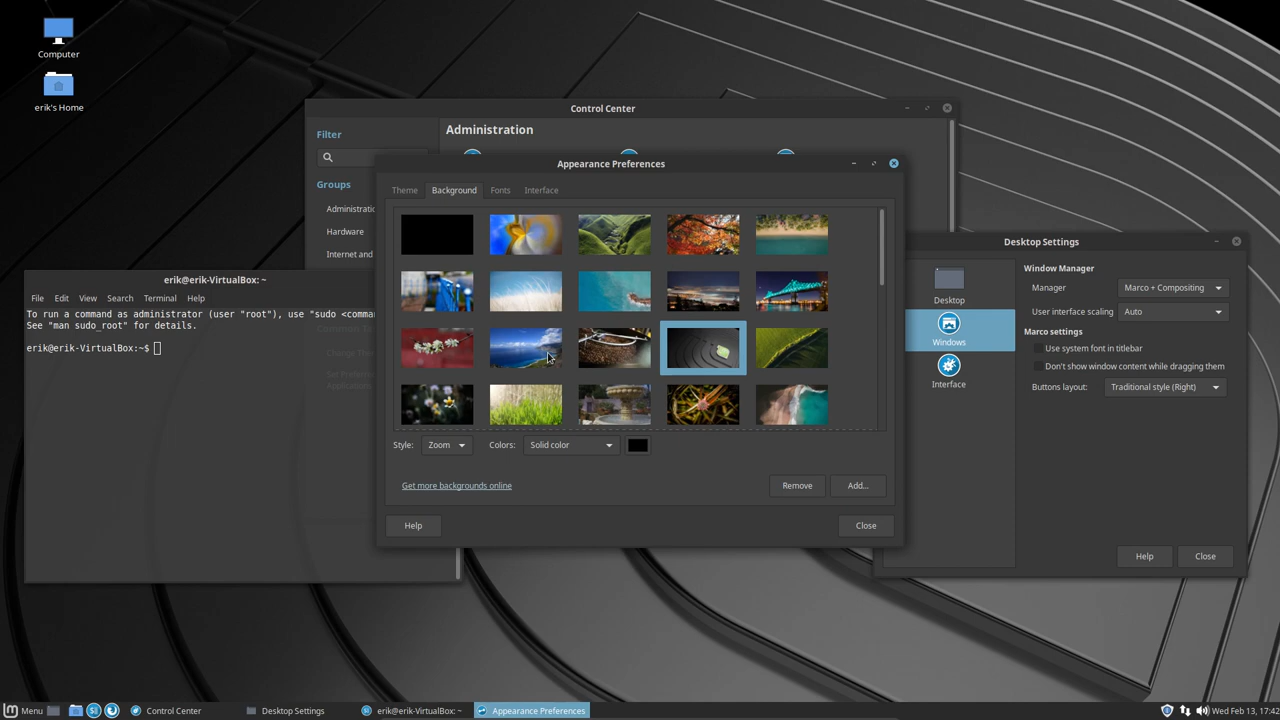 Computer
erik's Home
Control Center
Filter
Groups
Administratio
Hardware
Internet and
Administration
Appearance Preferences
Theme
Background
Fonts
Interface
Style:
Zoom
Colors:
Solid color
Get more backgrounds online
Remove
Add...
Help
Close
erik@erik-VirtualBox: ~
File Edit View Search Terminal Help
To run a command as administrator (user "root"), use "sudo <comman
See "man sudo_root" for details.
erik@erik-VirtualBox:~$
Desktop Settings
Desktop
Windows
Interface
Window Manager
Manager
Marco + Compositing
User interface scaling
Auto
Marco settings
Use system font in titlebar
Don't show window content while dragging them
Buttons layout:
Traditional style (Right)
Help
Close
Menu
Control Center
Desktop Settings
erik@erik-VirtualBox: ~
Appearance Preferences
Wed Feb 13, 17:42